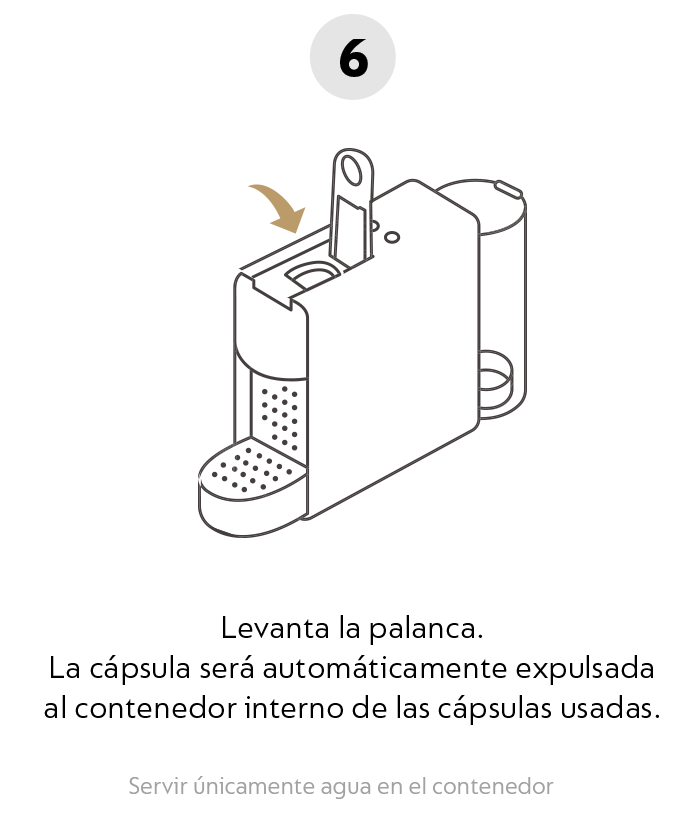 6
Levanta la palanca.
La cápsula será automáticamente expulsada
al contenedor interno de las cápsulas usadas.
Servir únicamente agua en el contenedor